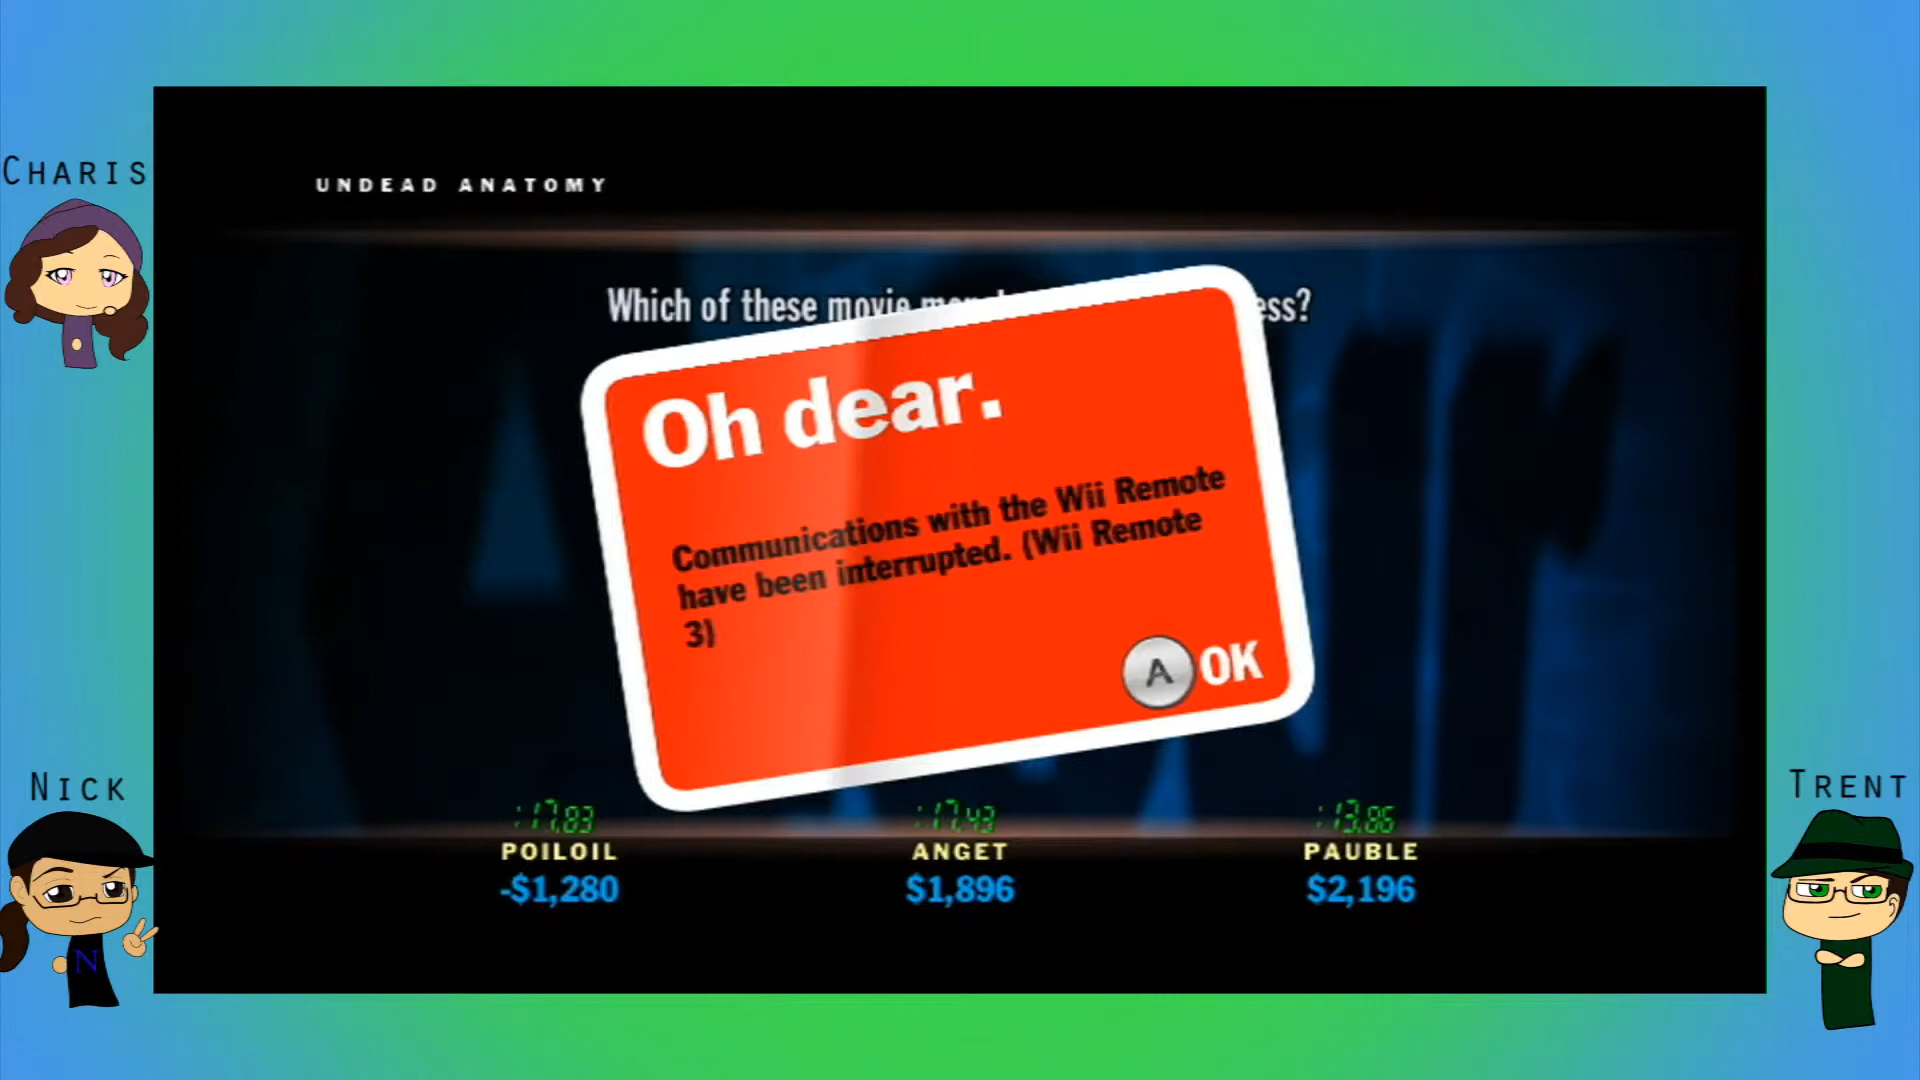 CHARIS
UNDEAD ANATOMY
Which of these movie ess?
Oh dear.
Communications with the Wii Remote
have been interrupted. (Wii Remote
3)
A OK
NICK
TRENT
:17.83 :17.43 :13.86
POILOIL ANGET PAUBLE
-$1,280 $1,896 $2,196
N